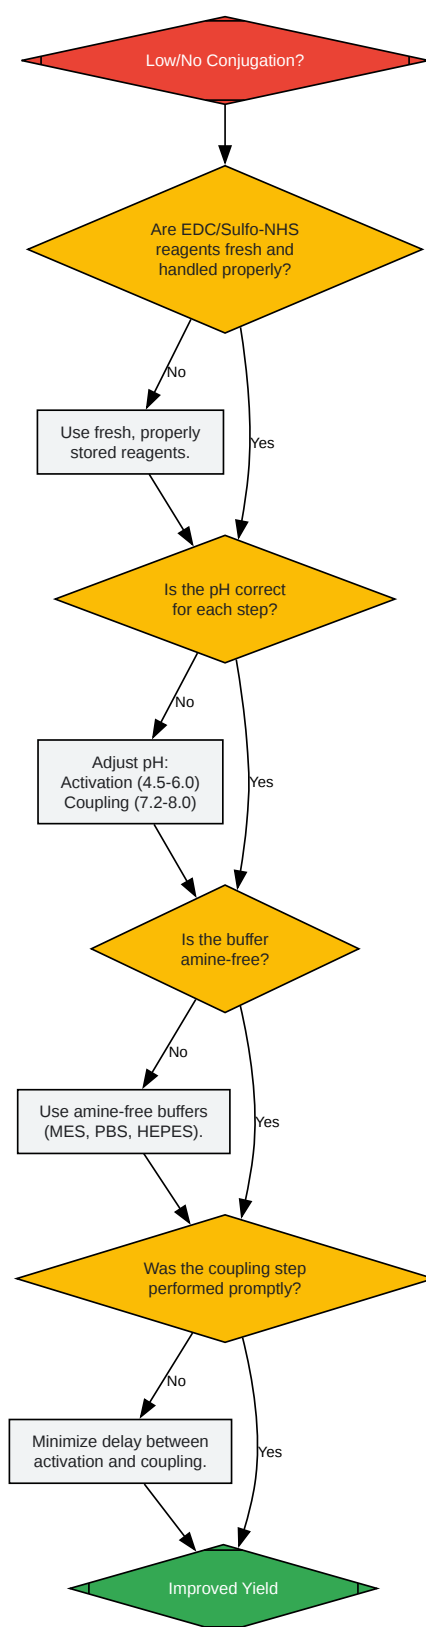 Low/No Conjugation?
Are EDC/Sulfo-NHS
reagents fresh and
handled properly?
No
Yes
Use fresh, properly
stored reagents.
Is the pH correct
for each step?
No
Yes
Adjust pH:
Activation (4.5-6.0)
Coupling (7.2-8.0)
Is the buffer
amine-free?
No
Yes
Use amine-free buffers
(MES, PBS, HEPES).
Was the coupling step
performed promptly?
No
Yes
Minimize delay between
activation and coupling.
Improved Yield